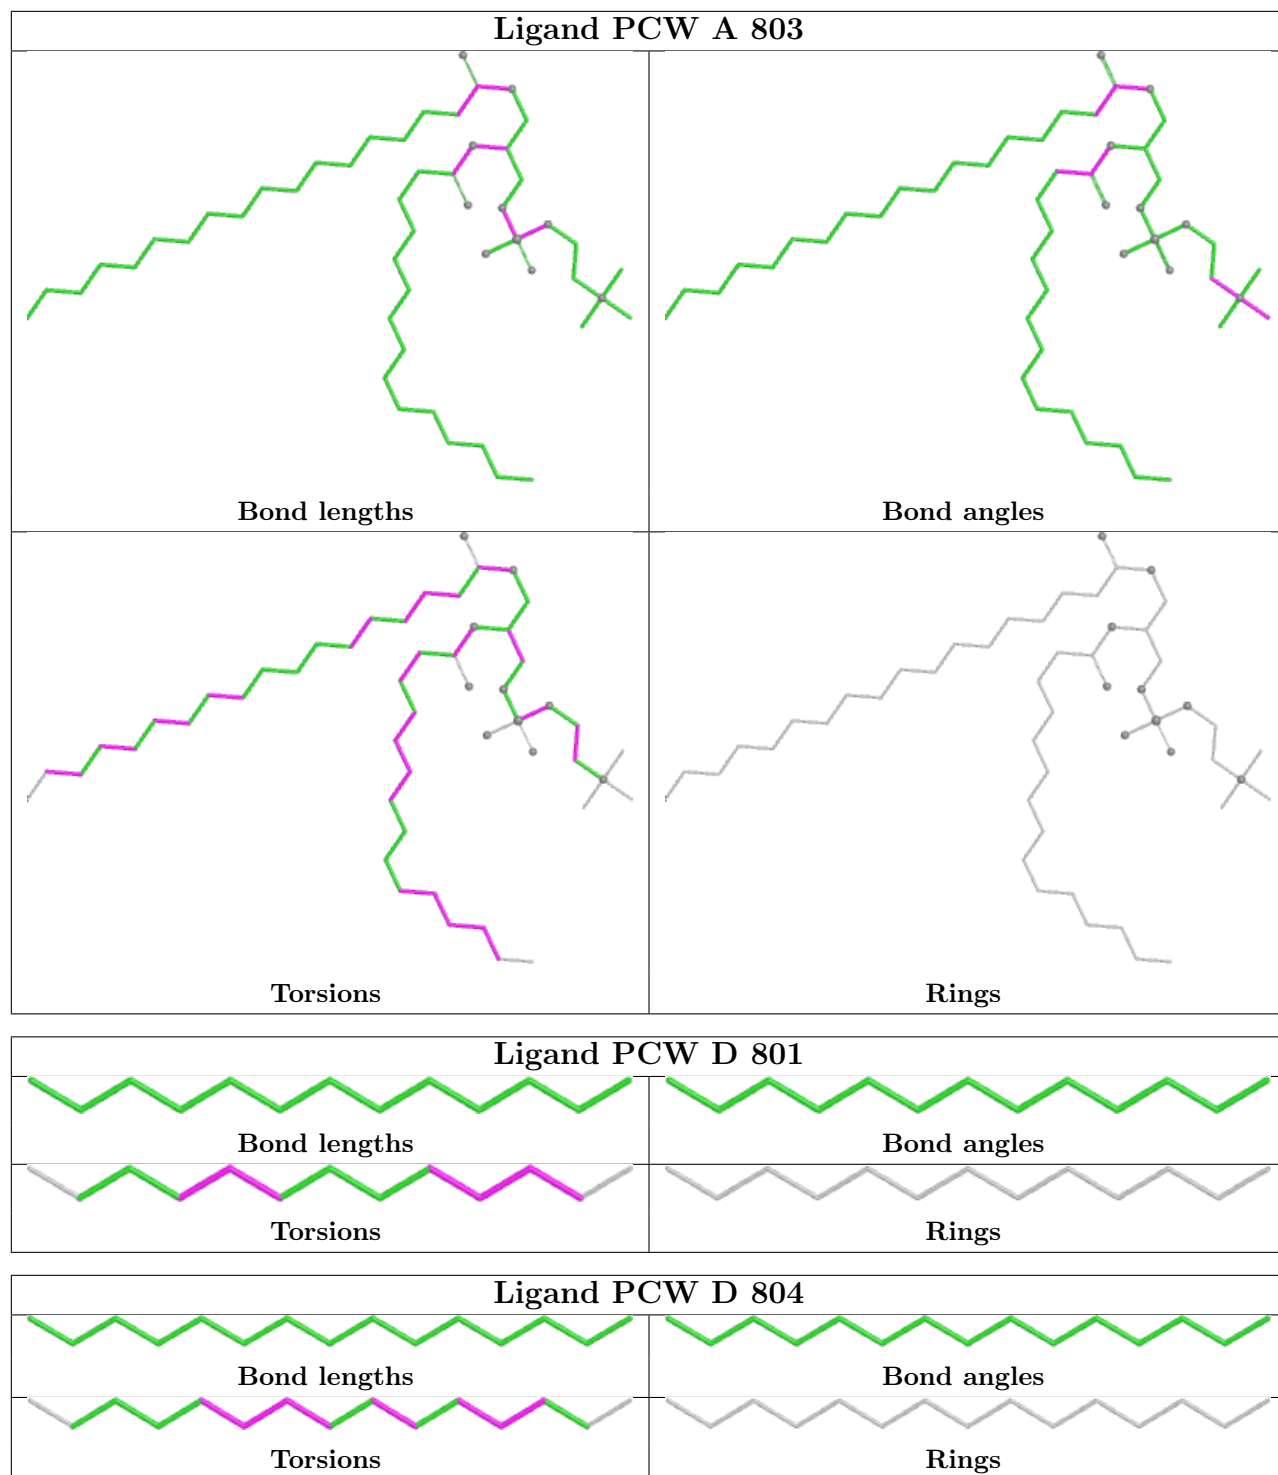 Ligand PCW A 803
Bond lengths
Bond angles
Torsions
Rings
Ligand PCW D 801
Bond lengths
Bond angles
Torsions
Rings
Ligand PCW D 804
Bond lengths
Bond angles
Torsions
Rings